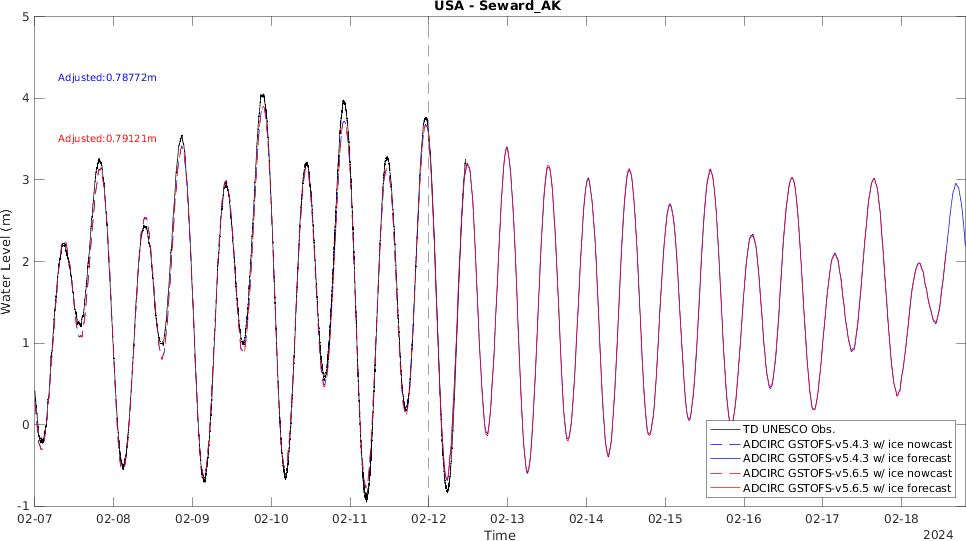 USA - Seward_AK
5
Adjusted:0.78772m
4
Adjusted:0.79121m
3
2
1
0
-1
Water Level (m)
TD UNESCO Obs.
ADCIRC GSTOFS-v5.4.3 w/ ice nowcast
ADCIRC GSTOFS-v5.4.3 w/ ice forecast
ADCIRC GSTOFS-v5.6.5 w/ ice nowcast
ADCIRC GSTOFS-v5.6.5 w/ ice forecast
02-07 02-08 02-09 02-10 02-11 02-12 02-13 02-14 02-15 02-16 02-17 02-18
Time
2024